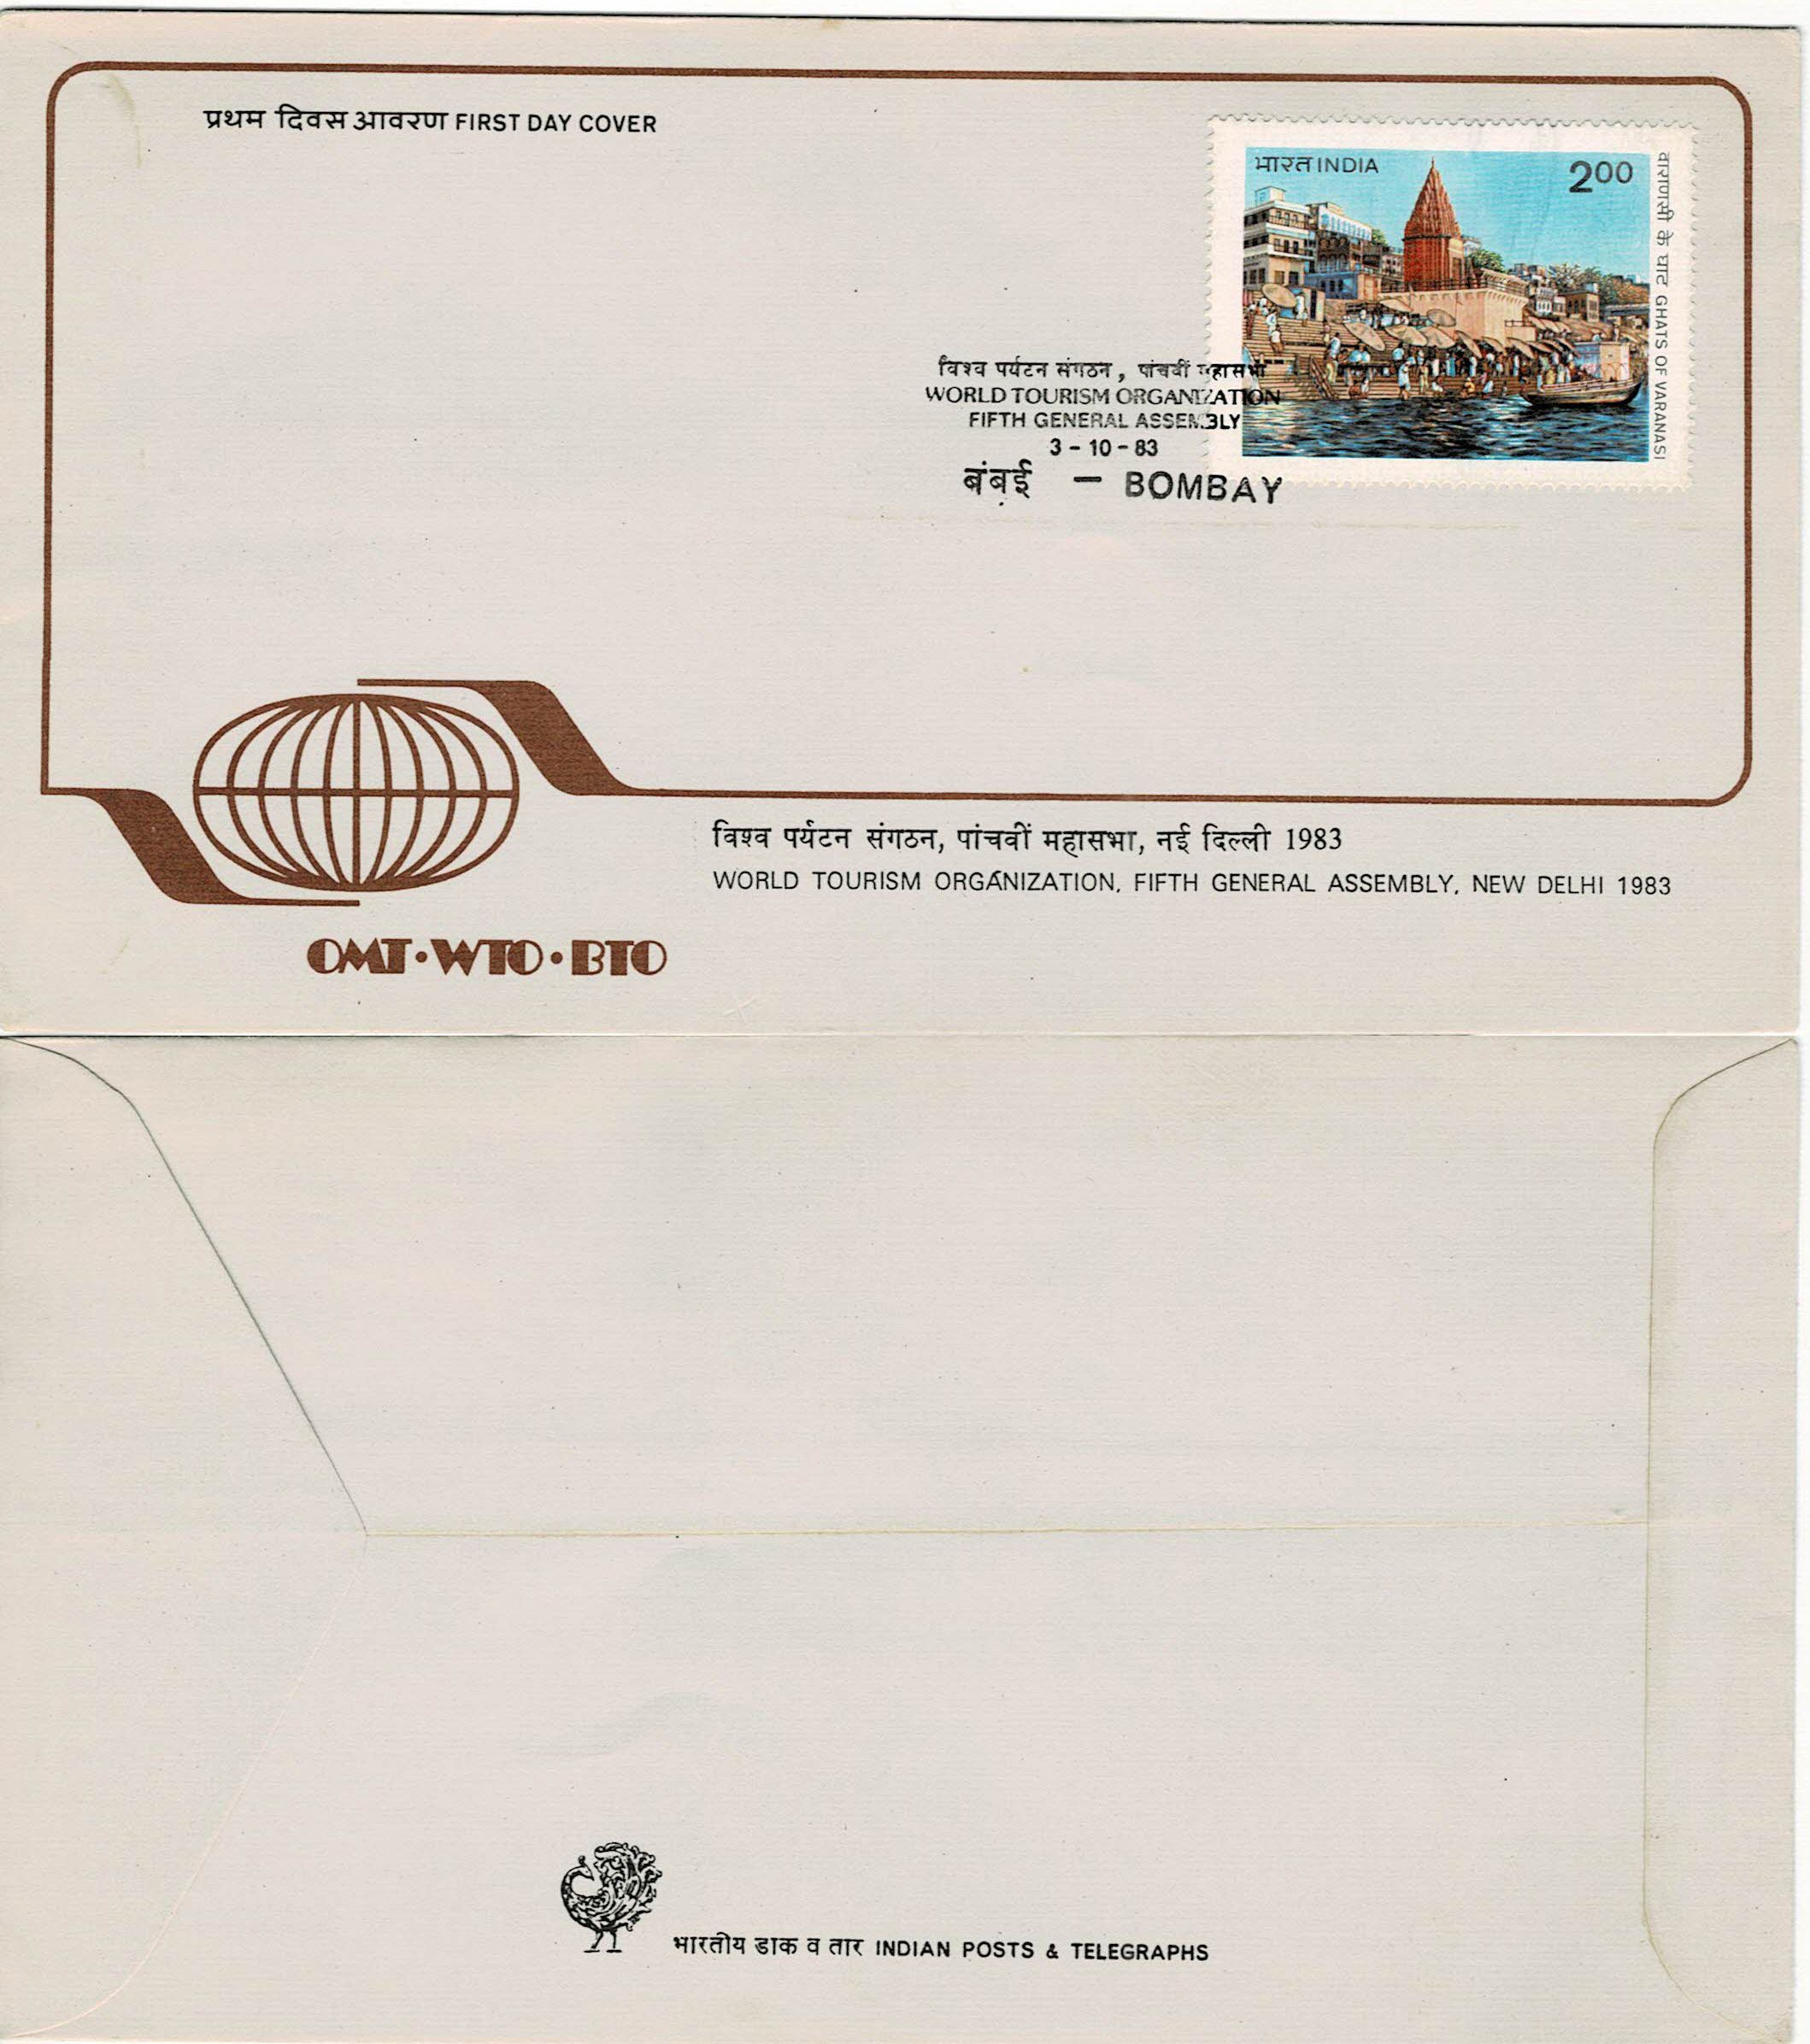 प्रथम दिवस आवरण FIRST DAY COVER
भारत INDIA
200
वाराणसी के घाट GHATS OF VARANASI
विश्व पर्यटन संगठन, पांचवीं महासभा
WORLD TOURISM ORGANIZATION
FIFTH GENERAL ASSEMBLY
3-10-83
बंबई - BOMBAY
विश्व पर्यटन संगठन, पांचवीं महासभा, नई दिल्ली 1983
WORLD TOURISM ORGANIZATION, FIFTH GENERAL ASSEMBLY, NEW DELHI 1983
OMT•WTO•BTO
भारतीय डाक व तार INDIAN POSTS & TELEGRAPHS